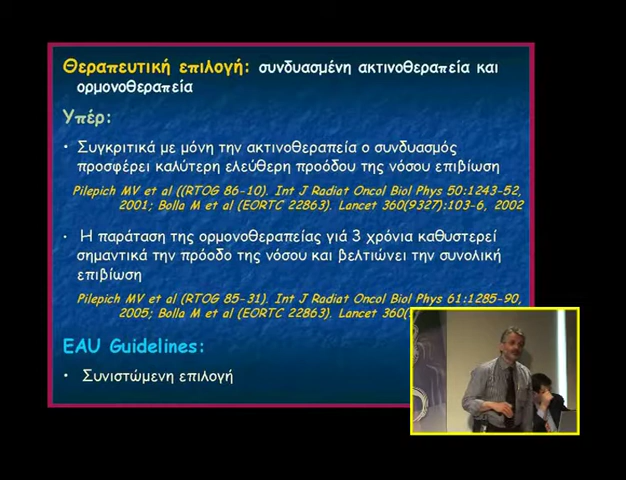 Θεραπευτική επιλογή: συνδυασμένη ακτινοθεραπεία και
ορμονοθεραπεία
Υπέρ:
• Συγκριτικά με μόνη την ακτινοθεραπεία ο συνδυασμός
προσφέρει καλύτερη ελεύθερη προόδου της νόσου επιβίωση
Pilepich MV et al ((RTOG 86-10). Int J Radiat Oncol Biol Phys 50:1243-52,
2001; Bolla M et al (EORTC 22863). Lancet 360(9327):103-6, 2002
• Η παράταση της ορμονοθεραπείας γιά 3 χρόνια καθυστερεί
σημαντικά την πρόοδο της νόσου και βελτιώνει την συνολική
επιβίωση
Pilepich MV et al (RTOG 85-31). Int J Radiat Oncol Biol Phys 61:1285-90,
2005; Bolla M et al (EORTC 22863). Lancet 360(
EAU Guidelines:
• Συνιστώμενη επιλογή